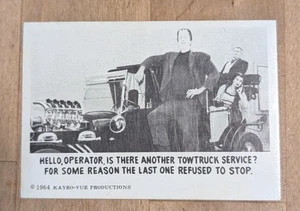 HELLO, OPERATOR, IS THERE ANOTHER TOWTRUCK SERVICE?
FOR SOME REASON THE LAST ONE REFUSED TO STOP.
© 1964 KAYRO-VUE PRODUCTIONS